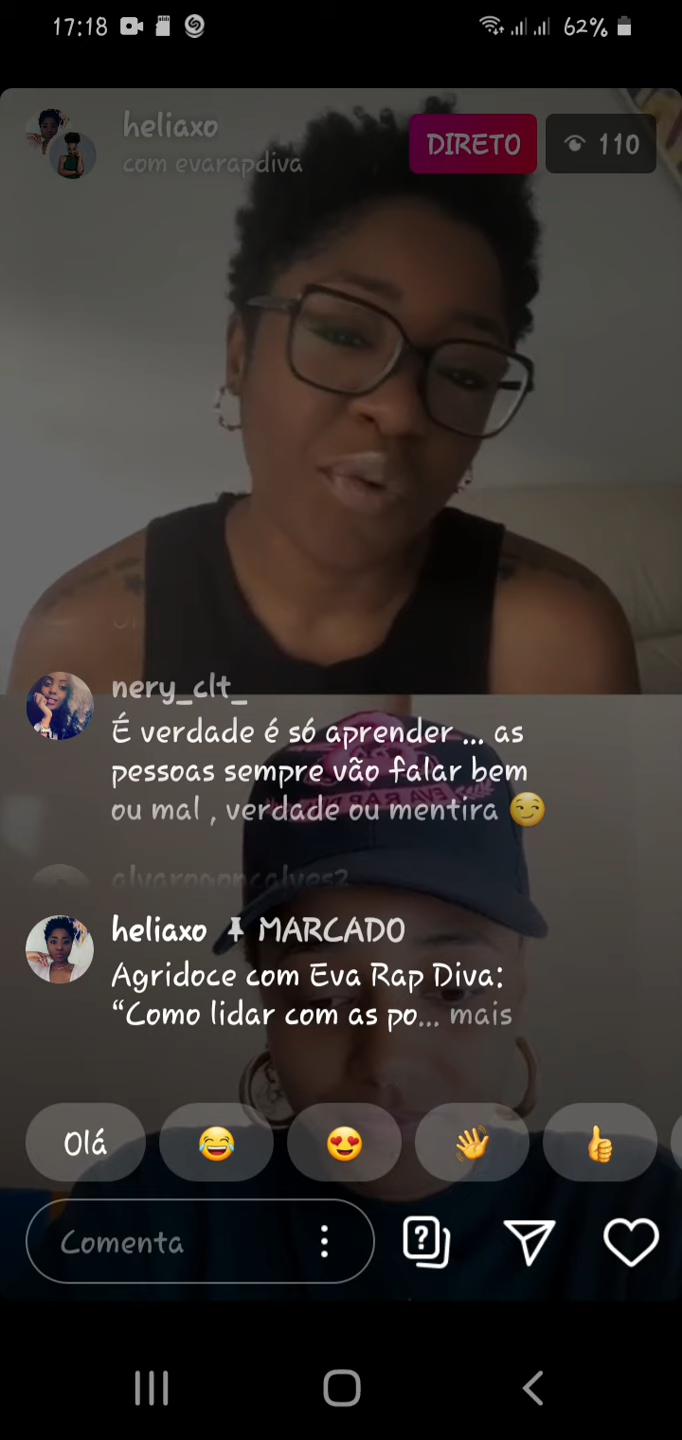 17:18
62%
heliaxo
com evarapdiva
DIRETO
110
nery_clt_
É verdade é só aprender ... as
pessoas sempre vão falar bem
ou mal , verdade ou mentira 😏
alvarogoncalves2
heliaxo 📌 MARCADO
Agridoce com Eva Rap Diva:
“Como lidar com as po... mais
Olá 😂 😍 👋 👍
Comenta